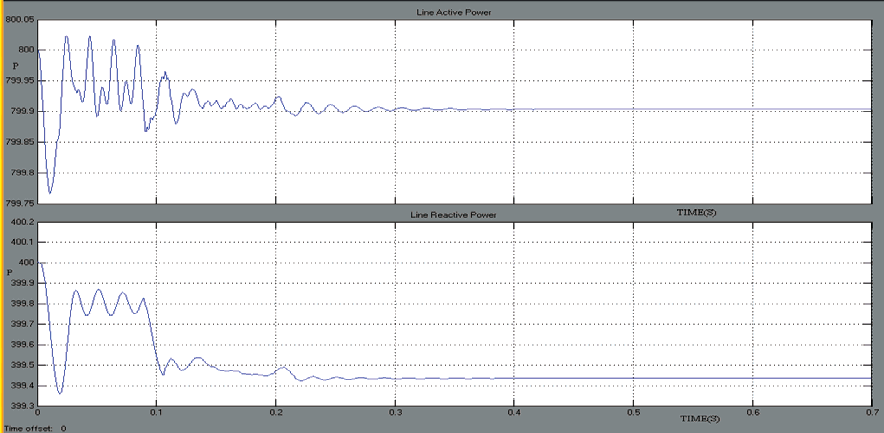 Line Active Power
800.05
800
P
799.95
799.9
799.85
799.8
799.75
TIME(S)
Line Reactive Power
400.2
400.1
400
P
399.9
399.8
399.7
399.6
399.5
399.4
399.3
0 0.1 0.2 0.3 0.4 0.5 0.6 0.7
TIME(S)
Time offset: 0